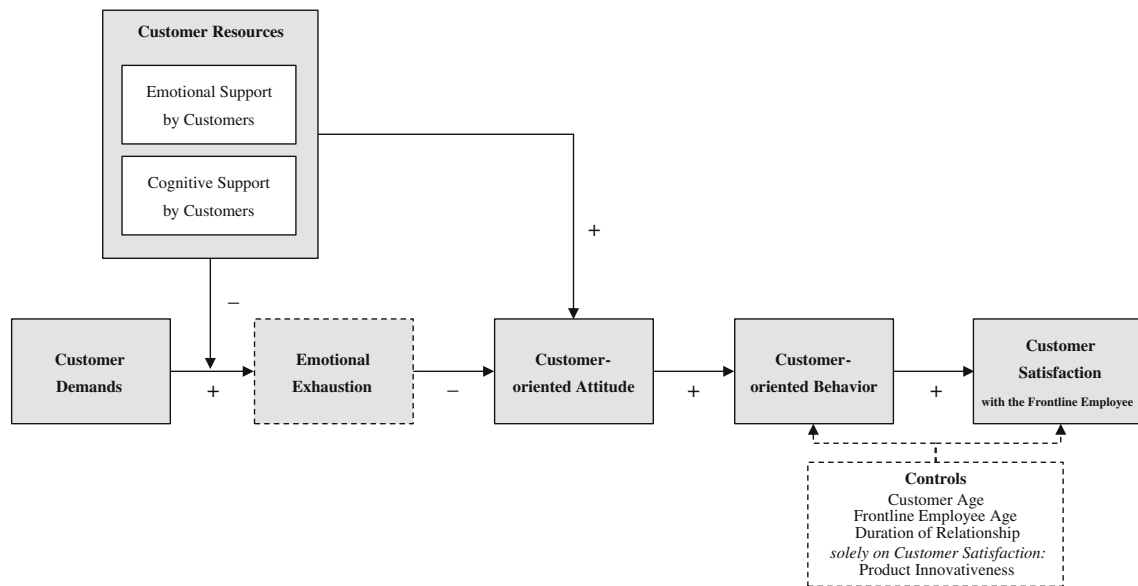 Customer Resources
Emotional Support
by Customers
Cognitive Support
by Customers
+
−
Customer
Demands
+
Emotional
Exhaustion
−
Customer-
oriented Attitude
+
Customer-
oriented Behavior
+
Customer
Satisfaction
with the Frontline Employee
Controls
Customer Age
Frontline Employee Age
Duration of Relationship
solely on Customer Satisfaction:
Product Innovativeness